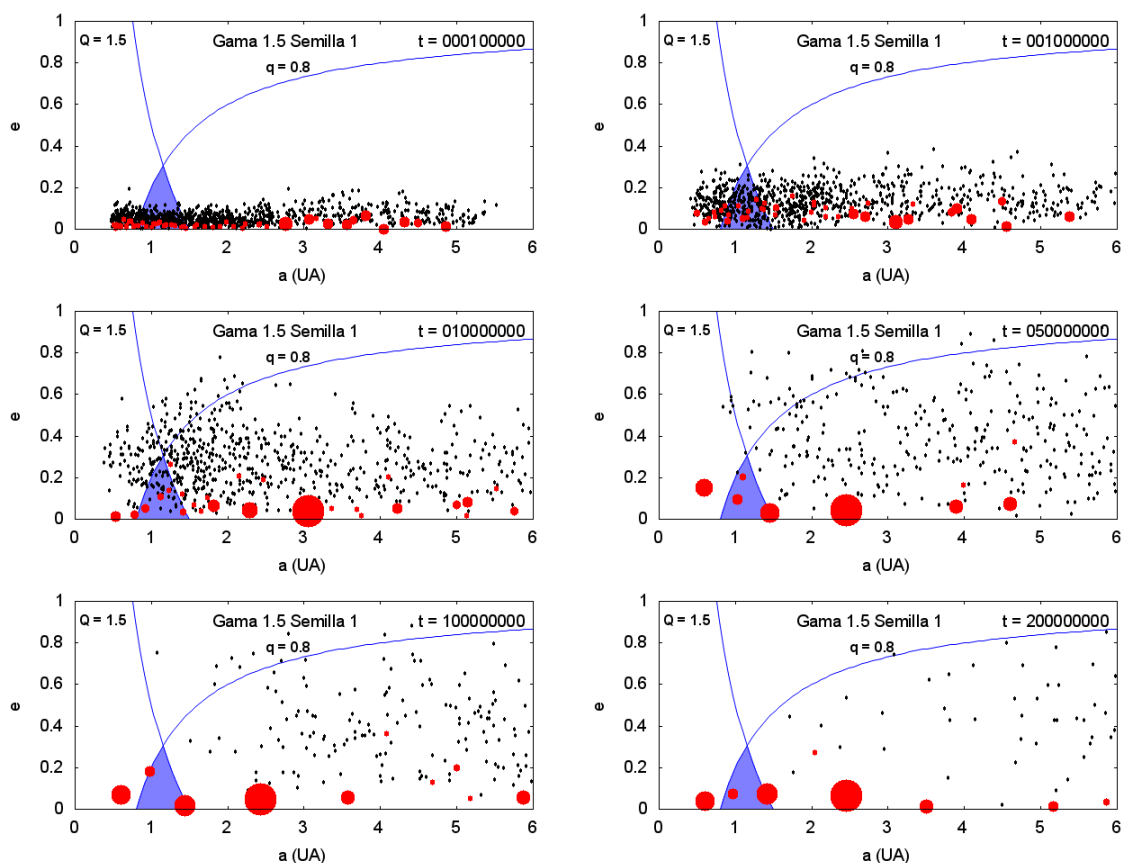 1
Q = 1.5
Gama 1.5 Semilla 1
t = 000100000
q = 0.8
0.8
0.6
e
0.4
0.2
0
0 1 2 3 4 5 6
a (UA)
1
Q = 1.5
Gama 1.5 Semilla 1
t = 001000000
q = 0.8
0.8
0.6
e
0.4
0.2
0
0 1 2 3 4 5 6
a (UA)
1
Q = 1.5
Gama 1.5 Semilla 1
t = 010000000
q = 0.8
0.8
0.6
e
0.4
0.2
0
0 1 2 3 4 5 6
a (UA)
1
Q = 1.5
Gama 1.5 Semilla 1
t = 050000000
q = 0.8
0.8
0.6
e
0.4
0.2
0
0 1 2 3 4 5 6
a (UA)
1
Q = 1.5
Gama 1.5 Semilla 1
t = 100000000
q = 0.8
0.8
0.6
e
0.4
0.2
0
0 1 2 3 4 5 6
a (UA)
1
Q = 1.5
Gama 1.5 Semilla 1
t = 200000000
q = 0.8
0.8
0.6
e
0.4
0.2
0
0 1 2 3 4 5 6
a (UA)